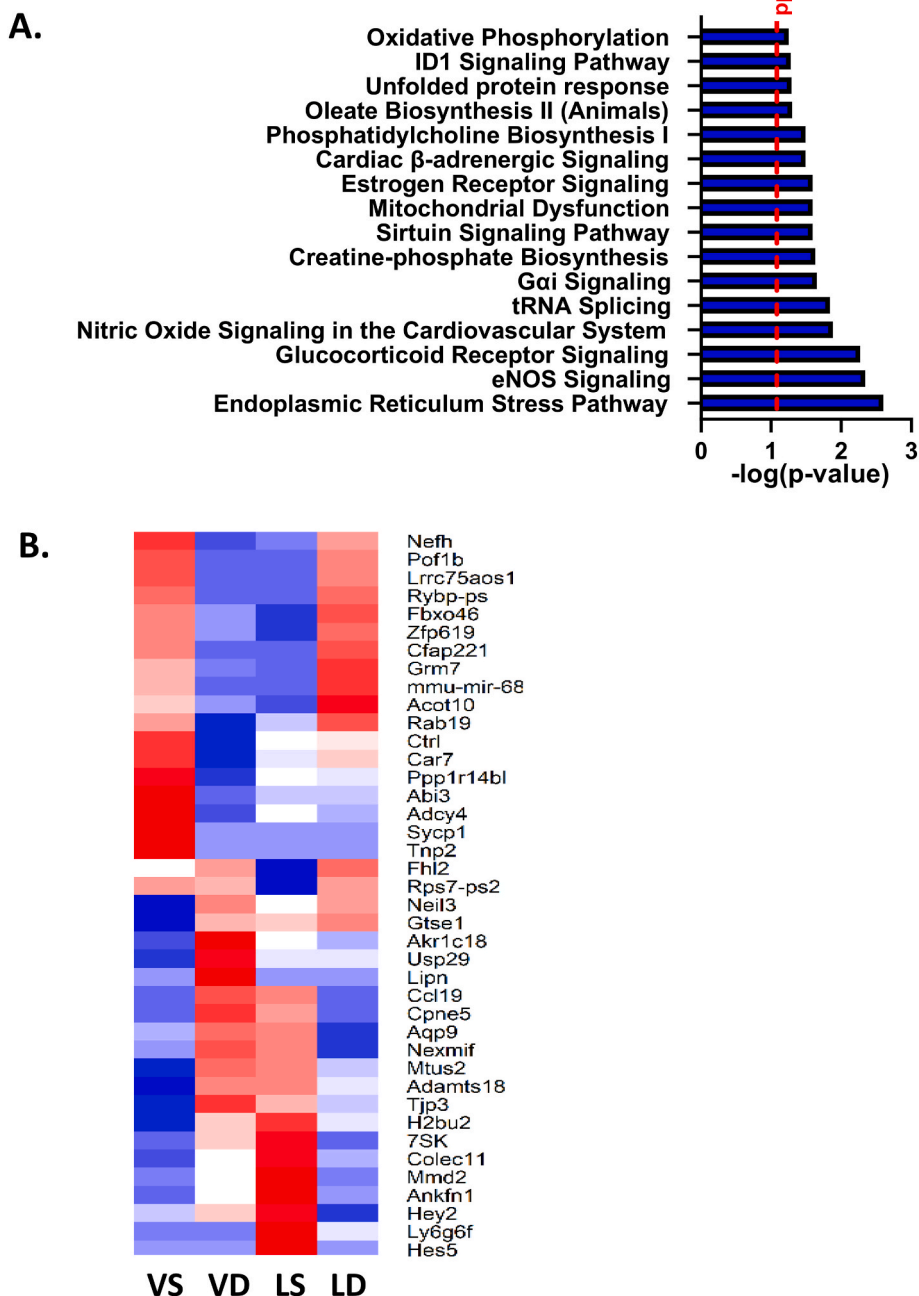 A.
Oxidative Phosphorylation
ID1 Signaling Pathway
Unfolded protein response
Oleate Biosynthesis II (Animals)
Phosphatidylcholine Biosynthesis I
Cardiac β-adrenergic Signaling
Estrogen Receptor Signaling
Mitochondrial Dysfunction
Sirtuin Signaling Pathway
Creatine-phosphate Biosynthesis
Gαi Signaling
tRNA Splicing
Nitric Oxide Signaling in the Cardiovascular System
Glucocorticoid Receptor Signaling
eNOS Signaling
Endoplasmic Reticulum Stress Pathway
0 1 2 3
-log(p-value)
B.
Nefh
Pof1b
Lrrc75aos1
Rybp-ps
Fbxo46
Zfp619
Cfap221
Grm7
mmu-mir-68
Acot10
Rab19
Ctrl
Car7
Ppp1r14bl
Abi3
Adcy4
Sycp1
Tnp2
Fhl2
Rps7-ps2
Neil3
Gtse1
Akr1c18
Usp29
Lipn
Ccl19
Cpne5
Aqp9
Nexmif
Mtus2
Adamts18
Tjp3
H2bu2
7SK
Colec11
Mmd2
Ankfn1
Hey2
Ly6g6f
Hes5
VS VD LS LD